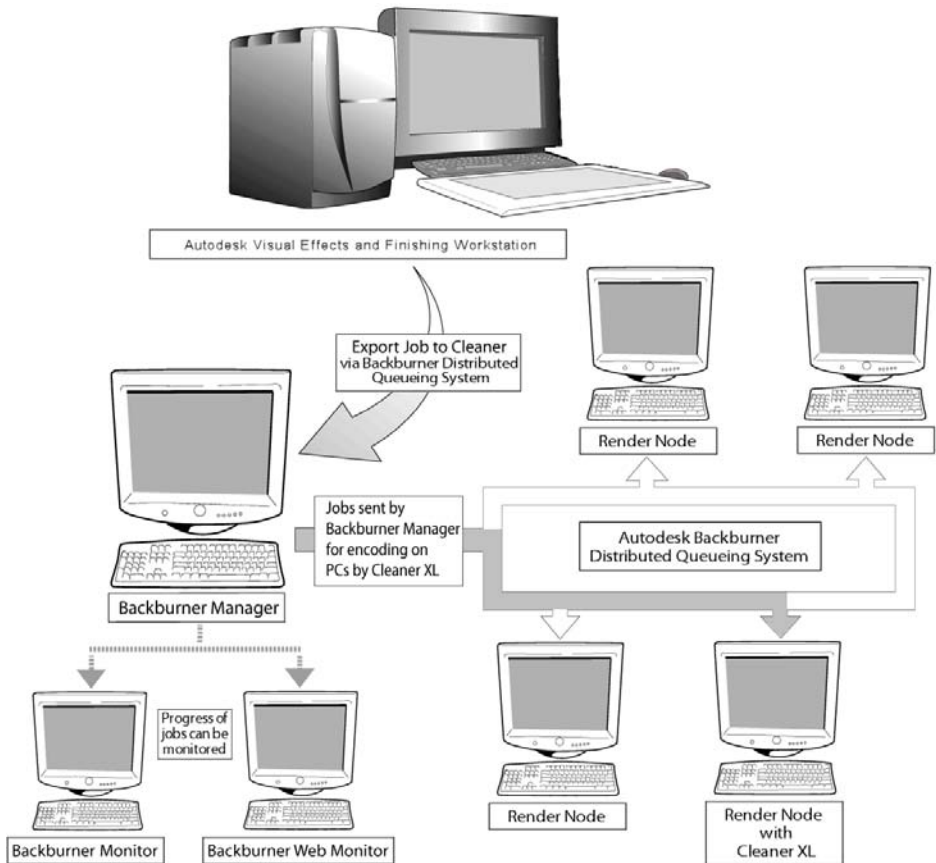 Autodesk Visual Effects and Finishing Workstation
Export Job to Cleaner
via Backburner Distributed
Queueing System
Render Node
Render Node
Jobs sent by
Backburner Manager
for encoding on
PCs by Cleaner XL
Autodesk Backburner
Distributed Queueing System
Backburner Manager
Progress of
jobs can be
monitored
Backburner Monitor
Backburner Web Monitor
Render Node
Render Node
with
Cleaner XL